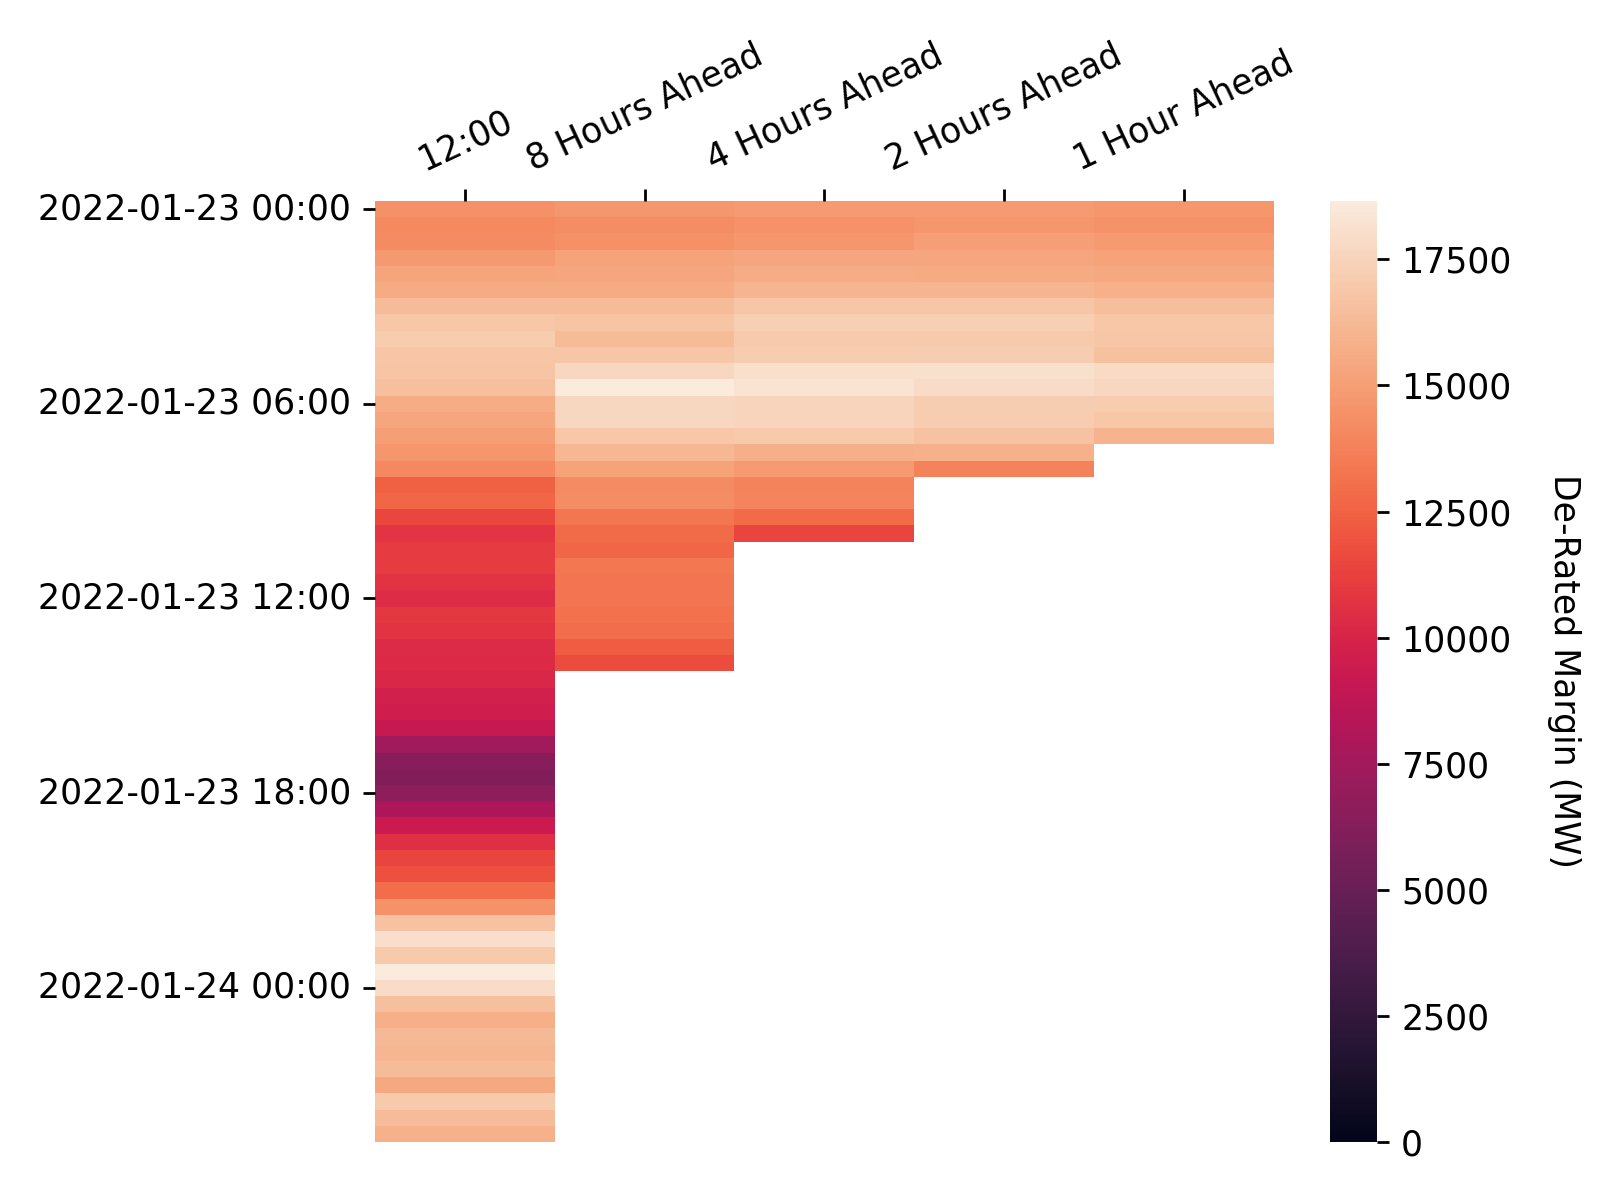 12:00
8 Hours Ahead
4 Hours Ahead
2 Hours Ahead
1 Hour Ahead
2022-01-23 00:00
2022-01-23 06:00
2022-01-23 12:00
2022-01-23 18:00
2022-01-24 00:00
17500
15000
12500
10000
7500
5000
2500
0
De-Rated Margin (MW)